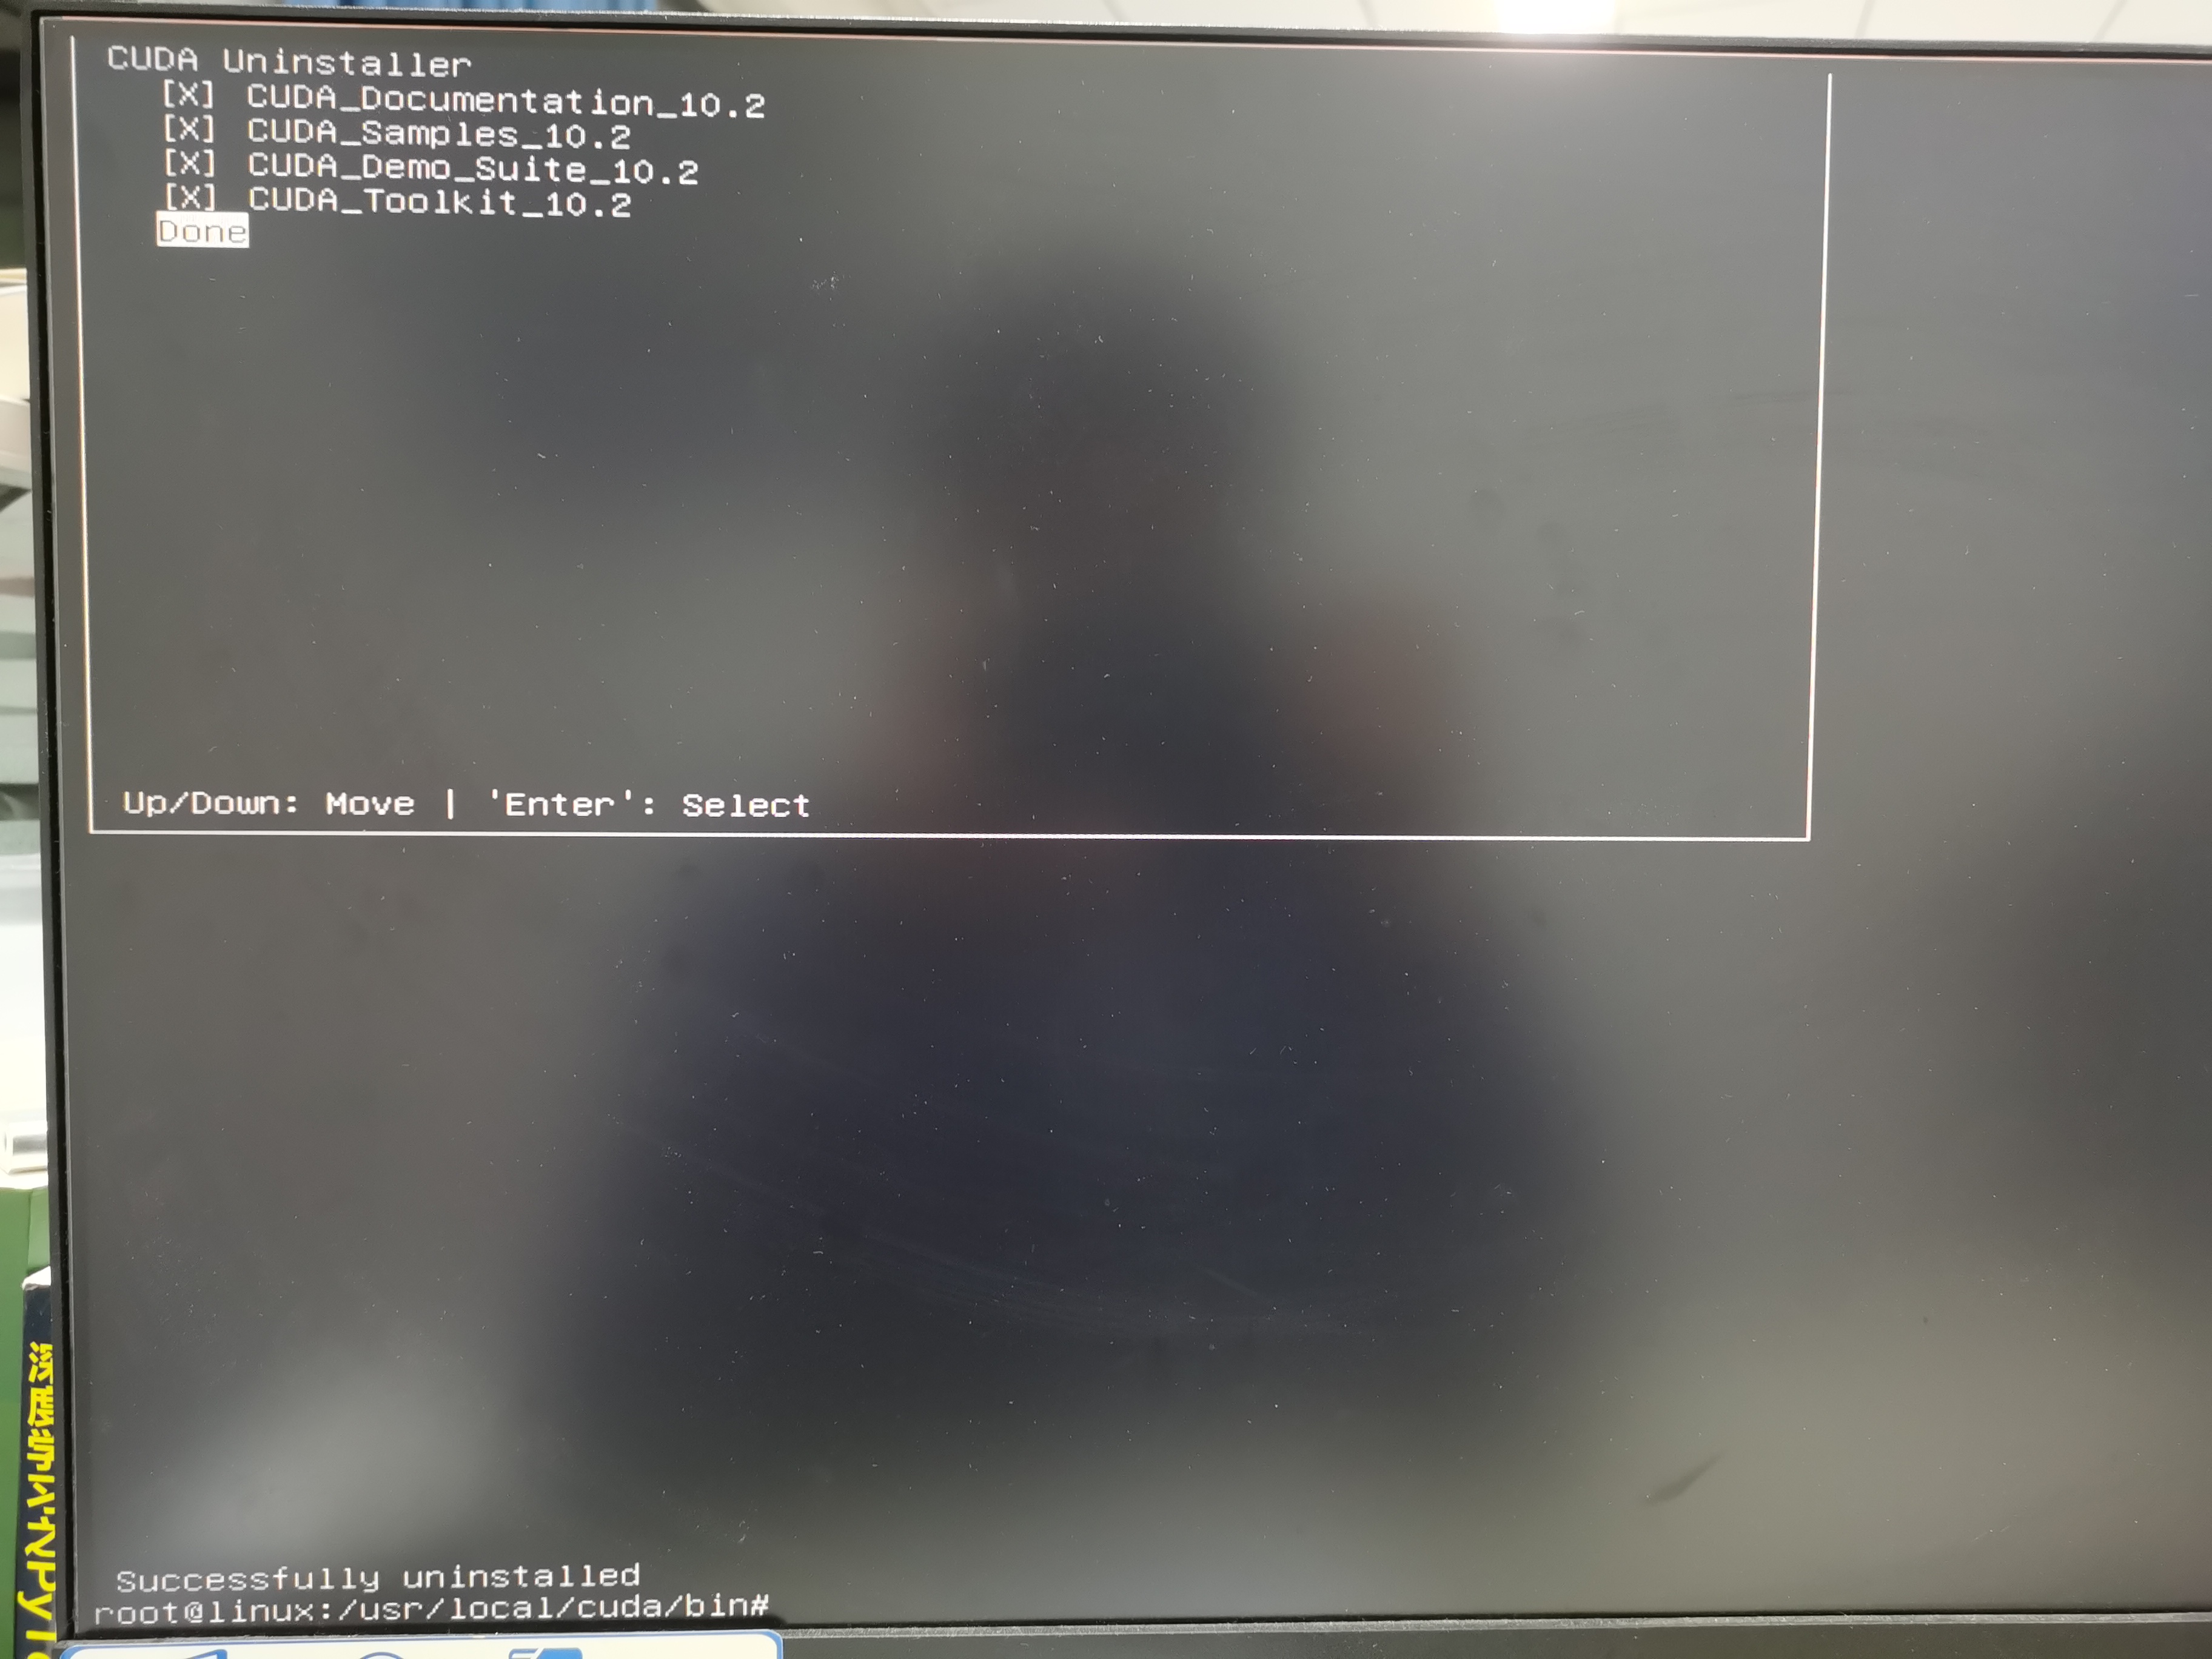 CUDA Uninstaller
[X] CUDA_Documentation_10.2
[X] CUDA_Samples_10.2
[X] CUDA_Demo_Suite_10.2
[X] CUDA_Toolkit_10.2
Done
Up/Down: Move | 'Enter': Select
Successfully uninstalled
root@linux:/usr/local/cuda/bin#